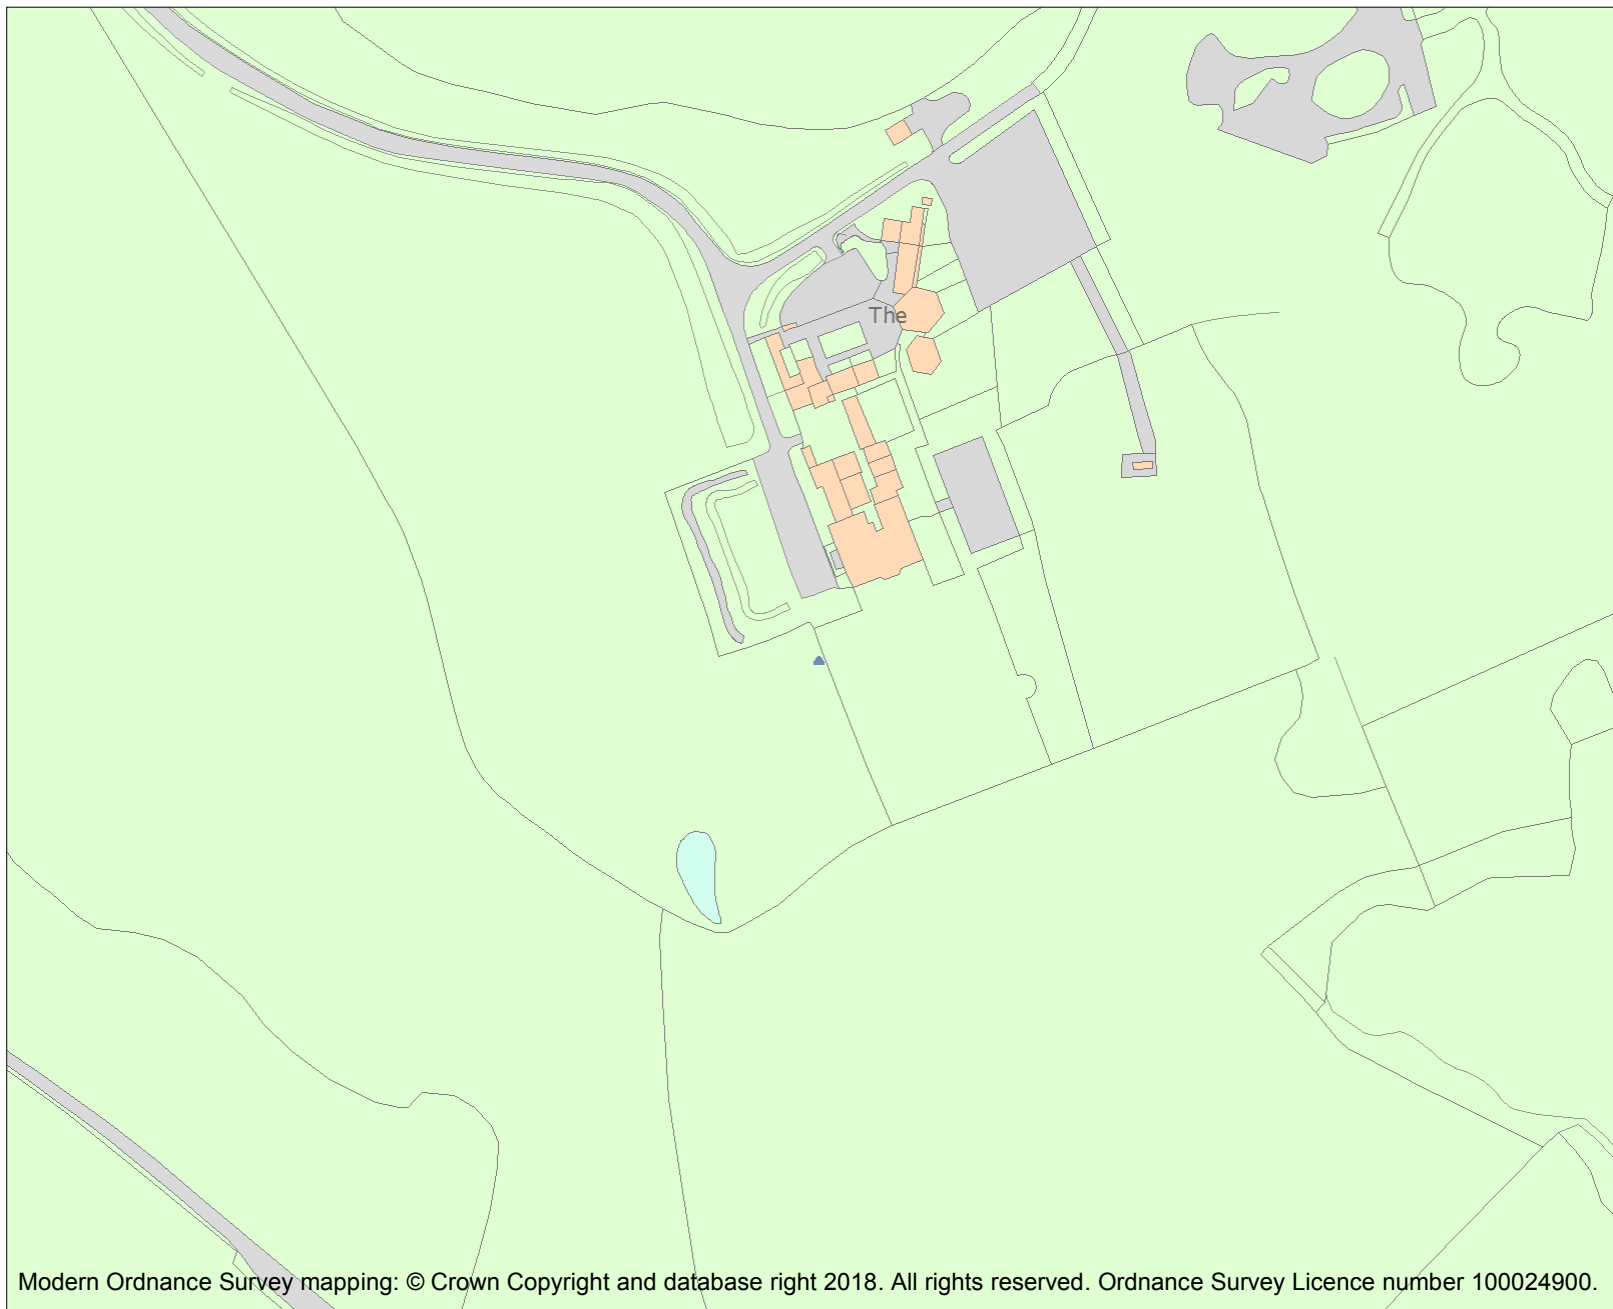 The
Modern Ordnance Survey mapping: © Crown Copyright and database right 2018. All rights reserved. Ordnance Survey Licence number 100024900.